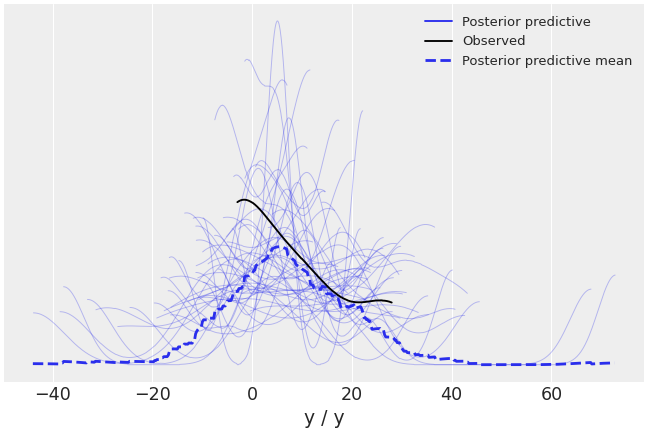 Posterior predictive
Observed
Posterior predictive mean
−40 −20 0 20 40 60
y / y